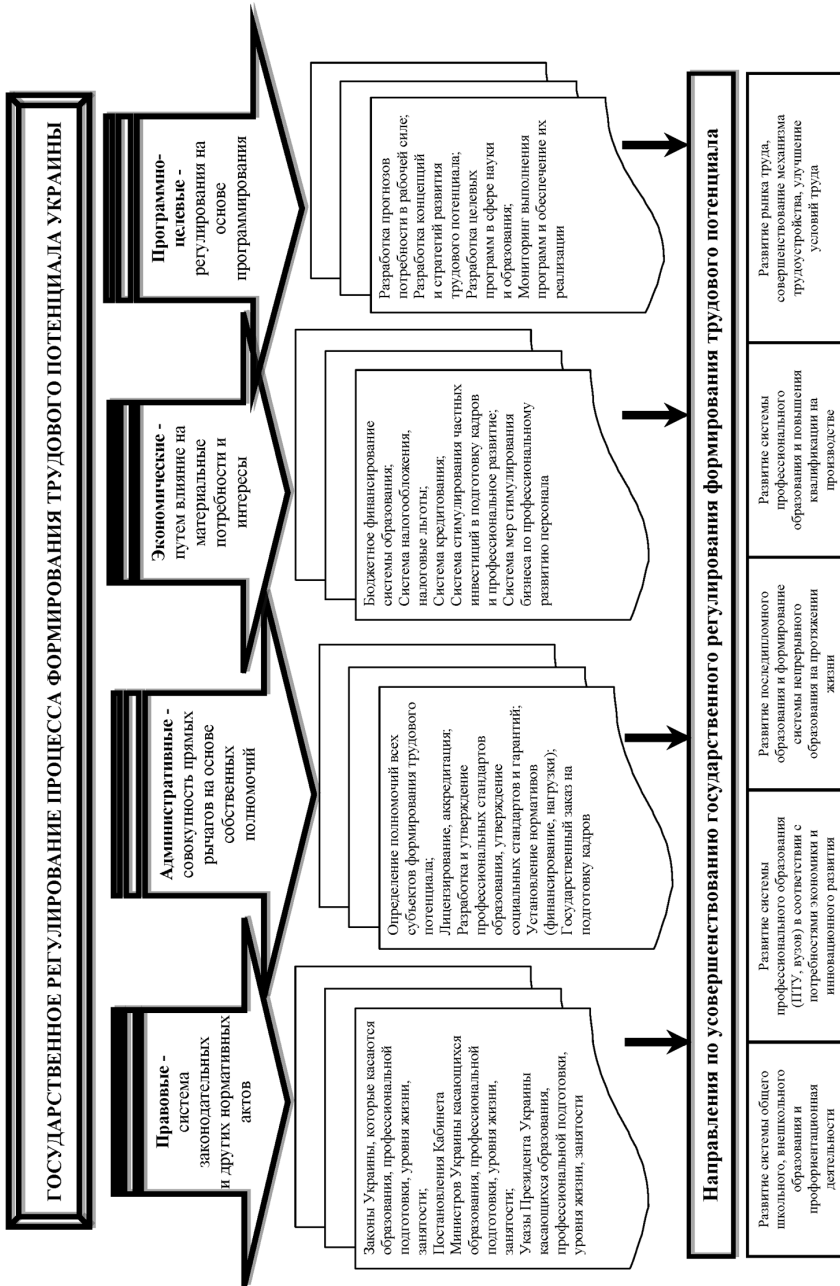 ГОСУДАРСТВЕННОЕ РЕГУЛИРОВАНИЕ ПРОЦЕССА ФОРМИРОВАНИЯ ТРУДОВОГО ПОТЕНЦИАЛА УКРАИНЫ
Правовые -
система
законодательных
и других нормативных
актов
Административные -
совокупность прямых
рычагов на основе
собственных
полномочий
Экономические -
путем влияние на
материальные
потребности и
интересы
Программно-
целевые -
регулирования на
основе
программирования
Законы Украины, которые касаются
образования, профессиональной
подготовки, уровня жизни,
занятости;
Постановления Кабинета
Министров Украины касающихся
образования, профессиональной
подготовки, уровня жизни,
занятости;
Указы Президента Украины
касающихся образования,
профессиональной подготовки,
уровня жизни, занятости
Определение полномочий всех
субъектов формирования трудового
потенциала;
Лицензирование, аккредитация;
Разработка и утверждение
профессиональных стандартов
образования, утверждение
социальных стандартов и гарантий;
Установление нормативов
(финансирование, нагрузки);
Государственный заказ на
подготовку кадров
Бюджетное финансирование
системы образования;
Система налогообложения,
налоговые льготы;
Система кредитования;
Система стимулирования частных
инвестиций в подготовку кадров
и профессиональное развитие;
Система мер стимулирования
бизнеса по профессиональному
развитию персонала
Разработка прогнозов
потребности в рабочей силе;
Разработка концепций
и стратегий развития
трудового потенциала;
Разработка целевых
программ в сфере науки
и образования;
Мониторинг выполнения
программ и обеспечение их
реализации
Направления по усовершенствованию государственного регулирования формирования трудового потенциала
Развитие системы общего
школьного, внешкольного
образования и
профориентационная
деятельности
Развитие системы
профессионального образования
(ПТУ, вузов) в соответствии с
потребностями экономики и
инновационного развития
Развитие последипломного
образования и формирование
системы непрерывного
образования на протяжении
жизни
Развитие системы
профессионального
образования и повышения
квалификации на
производстве
Развитие рынка труда,
совершенствование механизма
трудоустройства, улучшение
условий труда